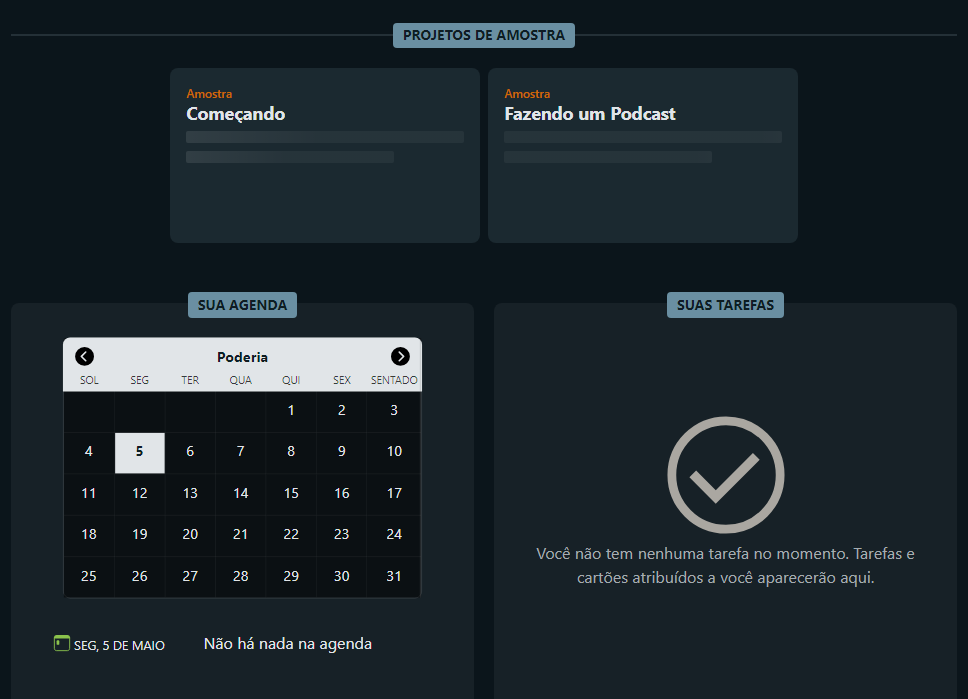 PROJETOS DE AMOSTRA
Amostra
Começando
Amostra
Fazendo um Podcast
SUA AGENDA
Poderia
SOL SEG TER QUA QUI SEX SENTADO
1 2 3
4 5 6 7 8 9 10
11 12 13 14 15 16 17
18 19 20 21 22 23 24
25 26 27 28 29 30 31
SEG, 5 DE MAIO Não há nada na agenda
SUAS TAREFAS
Você não tem nenhuma tarefa no momento. Tarefas e
cartões atribuídos a você aparecerão aqui.